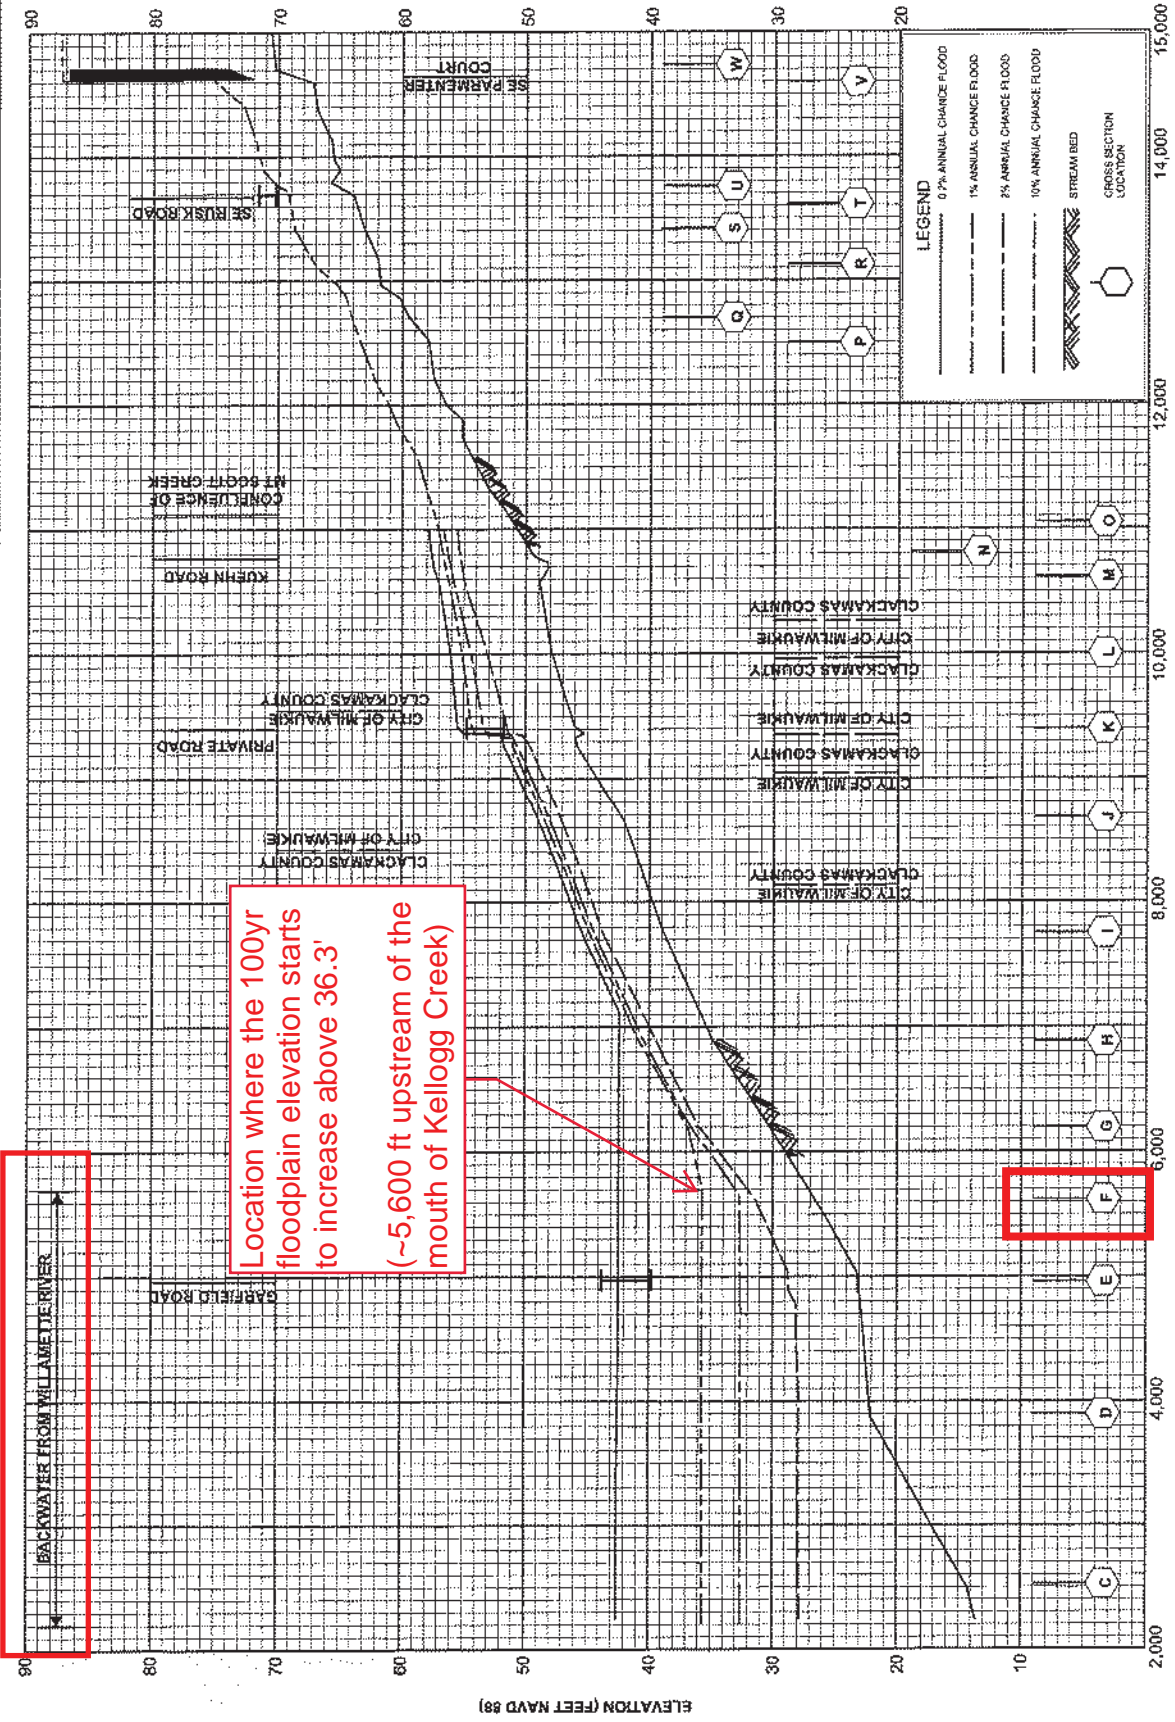 90
80
70
60
50
40
30
20
10
ELEVATION (FEET NAVD 88)
BACKWATER FROM WILLAMETTE RIVER
Location where the 100yr
floodplain elevation starts
to increase above 36.3'
(~5,600 ft upstream of the
mouth of Kellogg Creek)
GARFIELD ROAD
CLACKAMAS COUNTY
CITY OF MILWAUKIE
PRIVATE ROAD
CITY OF MILWAUKIE
CLACKAMAS COUNTY
KUEHN ROAD
CONFLUENCE OF
MT SCOTT CREEK
SE RUSK ROAD
SE PARMENTER
COURT
CITY OF MILWAUKIE
CLACKAMAS COUNTY
CITY OF MILWAUKIE
CLACKAMAS COUNTY
CITY OF MILWAUKIE
CLACKAMAS COUNTY
CITY OF MILWAUKIE
CLACKAMAS COUNTY
90
80
70
60
50
40
30
20
C
D
E
F
G
H
I
J
K
L
M
N
O
P
Q
R
S
T
U
V
W
2,000
4,000
6,000
8,000
10,000
12,000
14,000
15,000
LEGEND
0.2% ANNUAL CHANCE FLOOD
1% ANNUAL CHANCE FLOOD
2% ANNUAL CHANCE FLOOD
10% ANNUAL CHANCE FLOOD
STREAM BED
CROSS SECTION
LOCATION